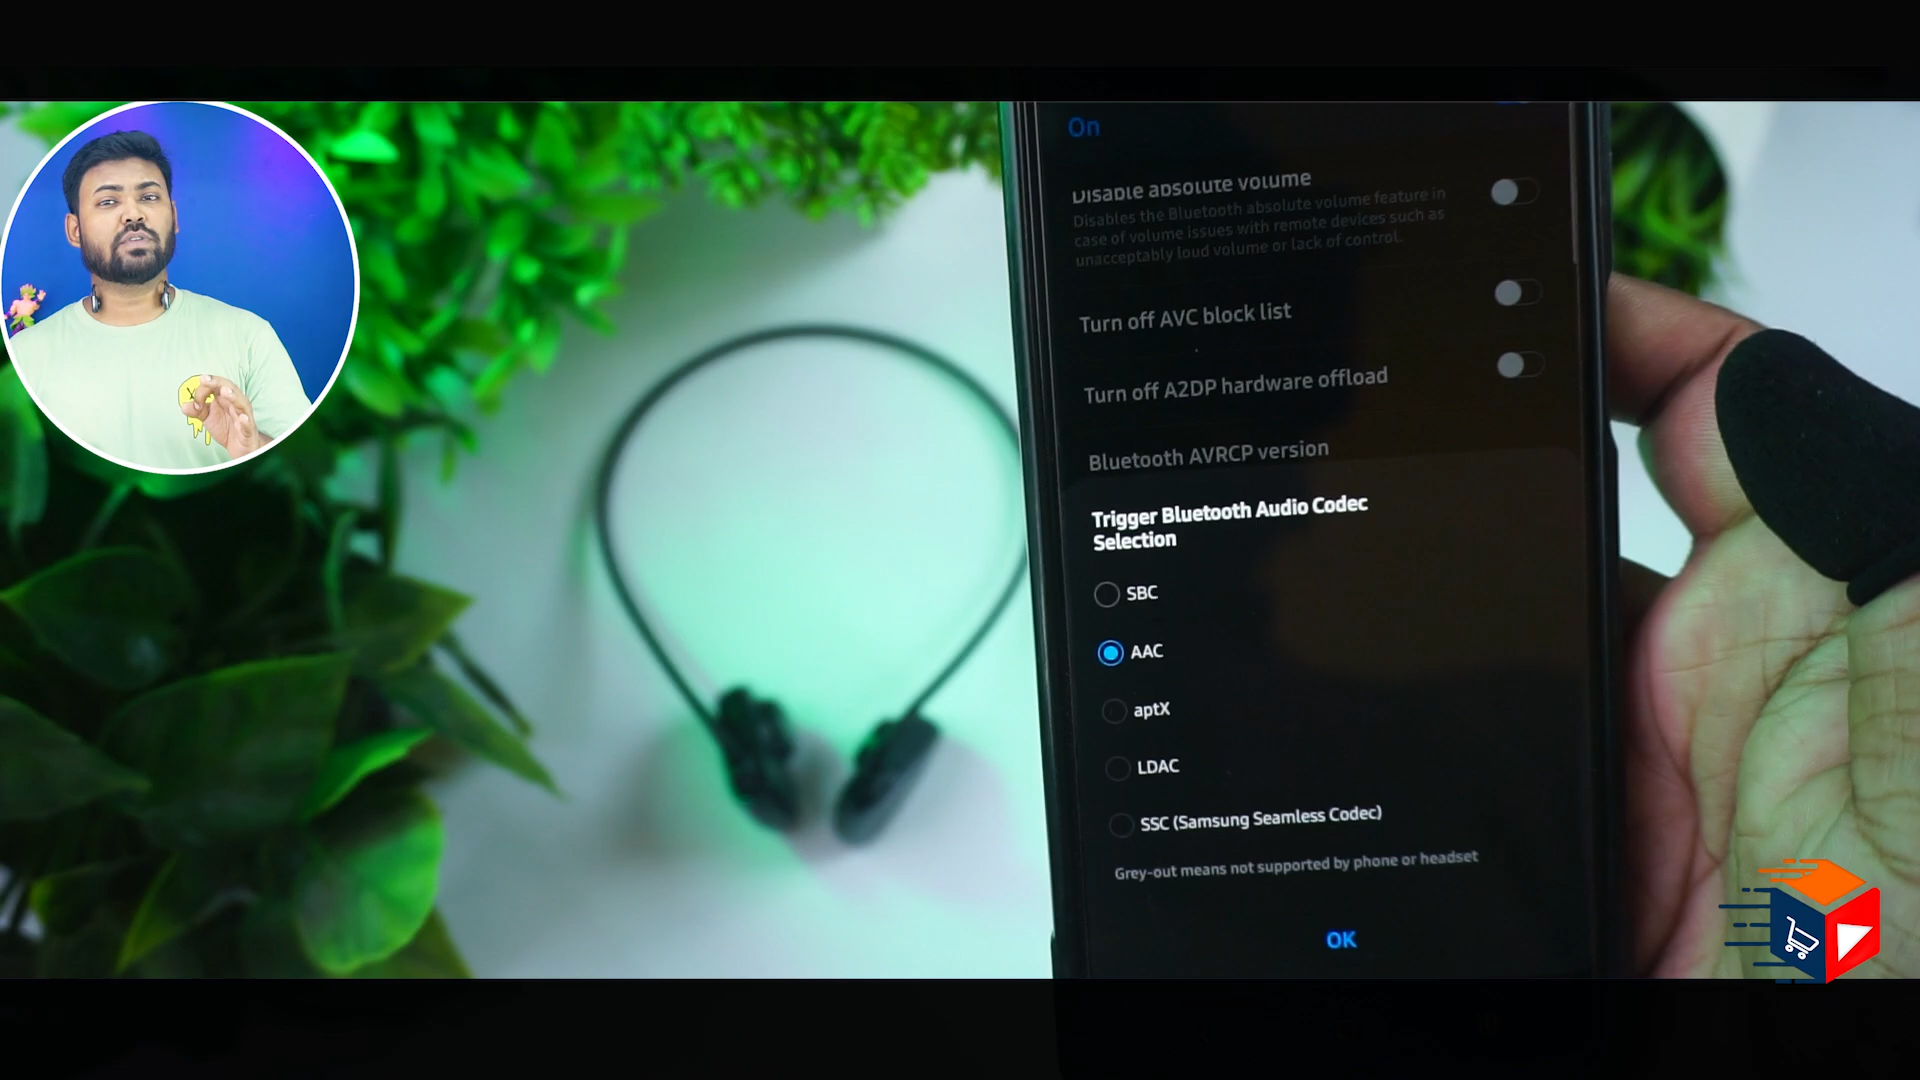 On
Disable absolute volume
Disables the Bluetooth absolute volume feature in
case of volume issues with remote devices such as
unacceptably loud volume or lack of control.
Turn off AVC block list
Turn off A2DP hardware offload
Bluetooth AVRCP version
Trigger Bluetooth Audio Codec
Selection
SBC
AAC
aptX
LDAC
SSC (Samsung Seamless Codec)
Grey-out means not supported by phone or headset
OK